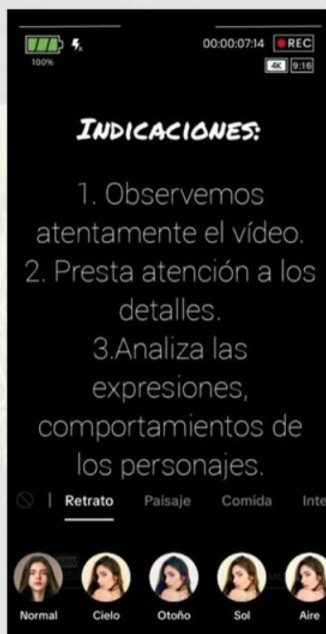 00:00:07:14 REC
100%
4K 9:16
INDICACIONES:
1. Observemos
atentamente el vídeo.
2. Presta atención a los
detalles.
3.Analiza las
expresiones,
comportamientos de
los personajes.
Retrato Paisaje Comida Inte
Normal Cielo Otoño Sol Aire